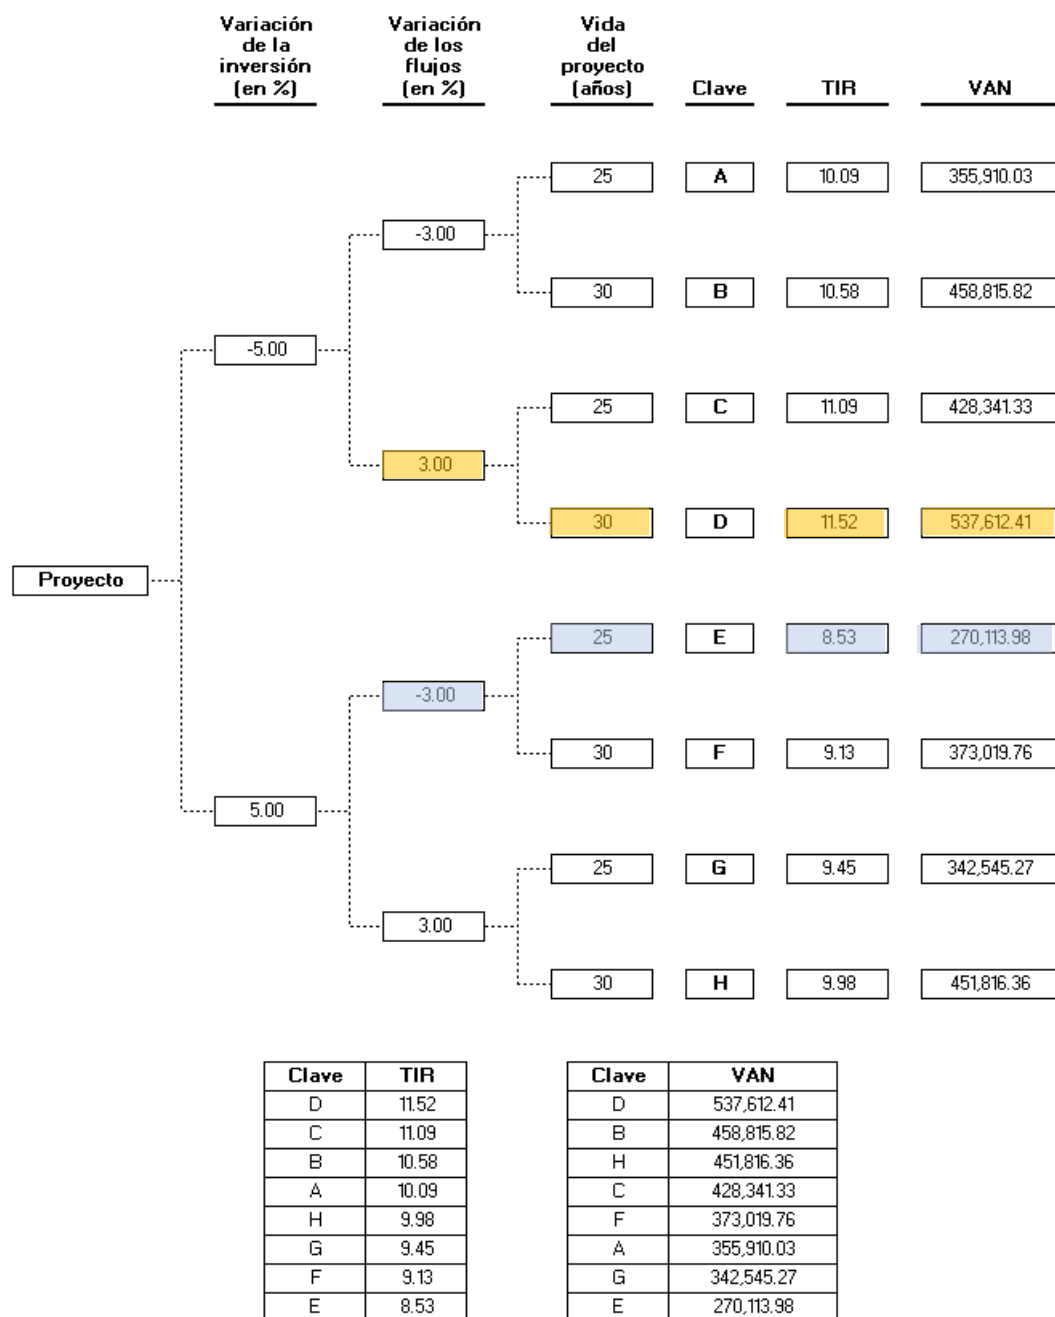 Variación de la inversión (en %)
Variación de los flujos (en %)
Vida del proyecto (años)
Clave
TIR
VAN
25 A 10.09 355,910.03
-3.00
30 B 10.58 458,815.82
-5.00
25 C 11.09 428,341.33
3.00
30 D 11.52 537,612.41
Proyecto
25 E 8.53 270,113.98
-3.00
30 F 9.13 373,019.76
5.00
25 G 9.45 342,545.27
3.00
30 H 9.98 451,816.36
Clave TIR
D 11.52
C 11.09
B 10.58
A 10.09
H 9.98
G 9.45
F 9.13
E 8.53
Clave VAN
D 537,612.41
B 458,815.82
H 451,816.36
C 428,341.33
F 373,019.76
A 355,910.03
G 342,545.27
E 270,113.98